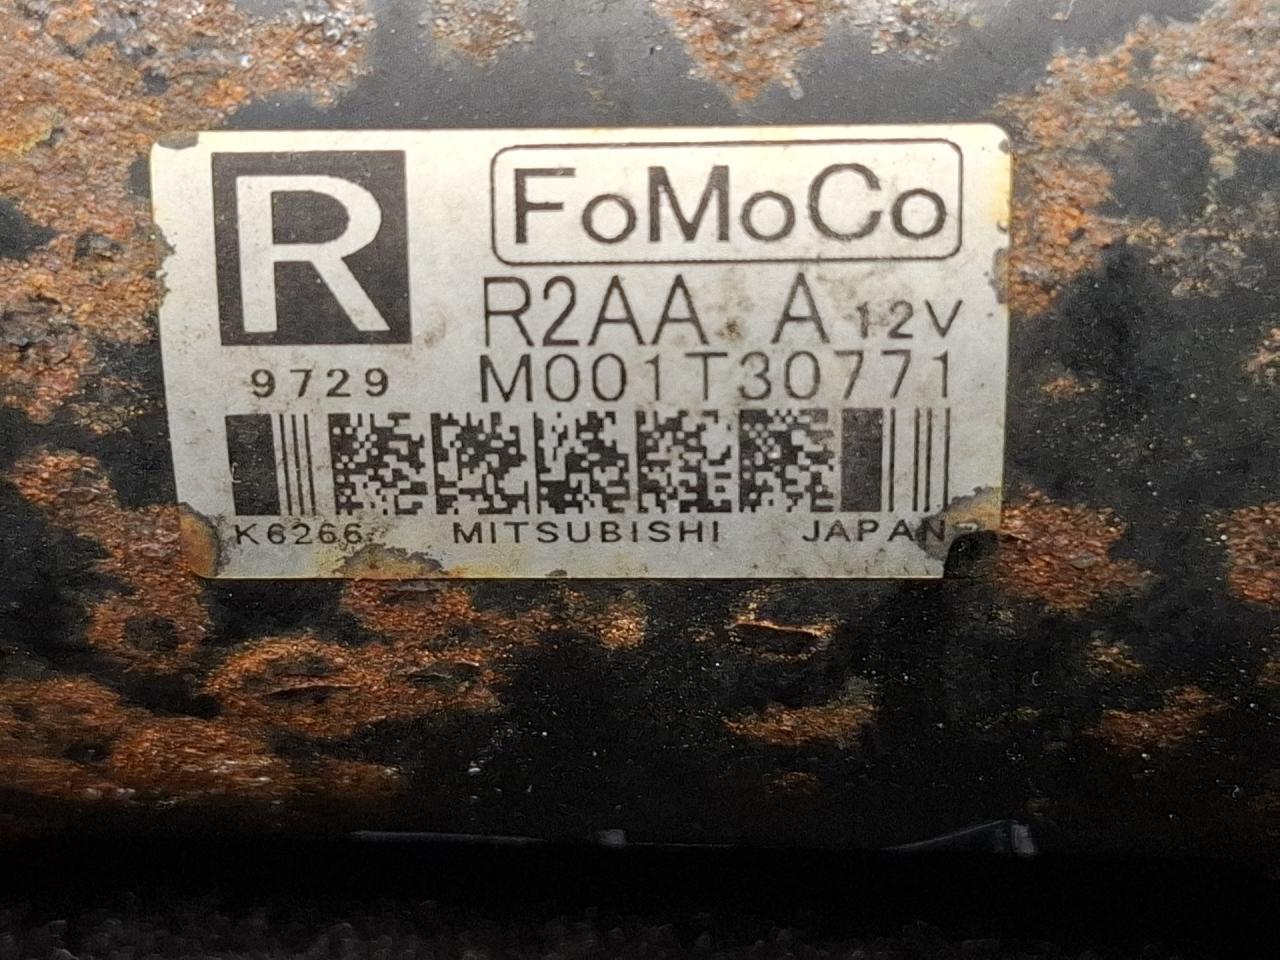 R
FoMoCo
R2AA A 12V
9729 M001T30771
K6266 MITSUBISHI JAPAN